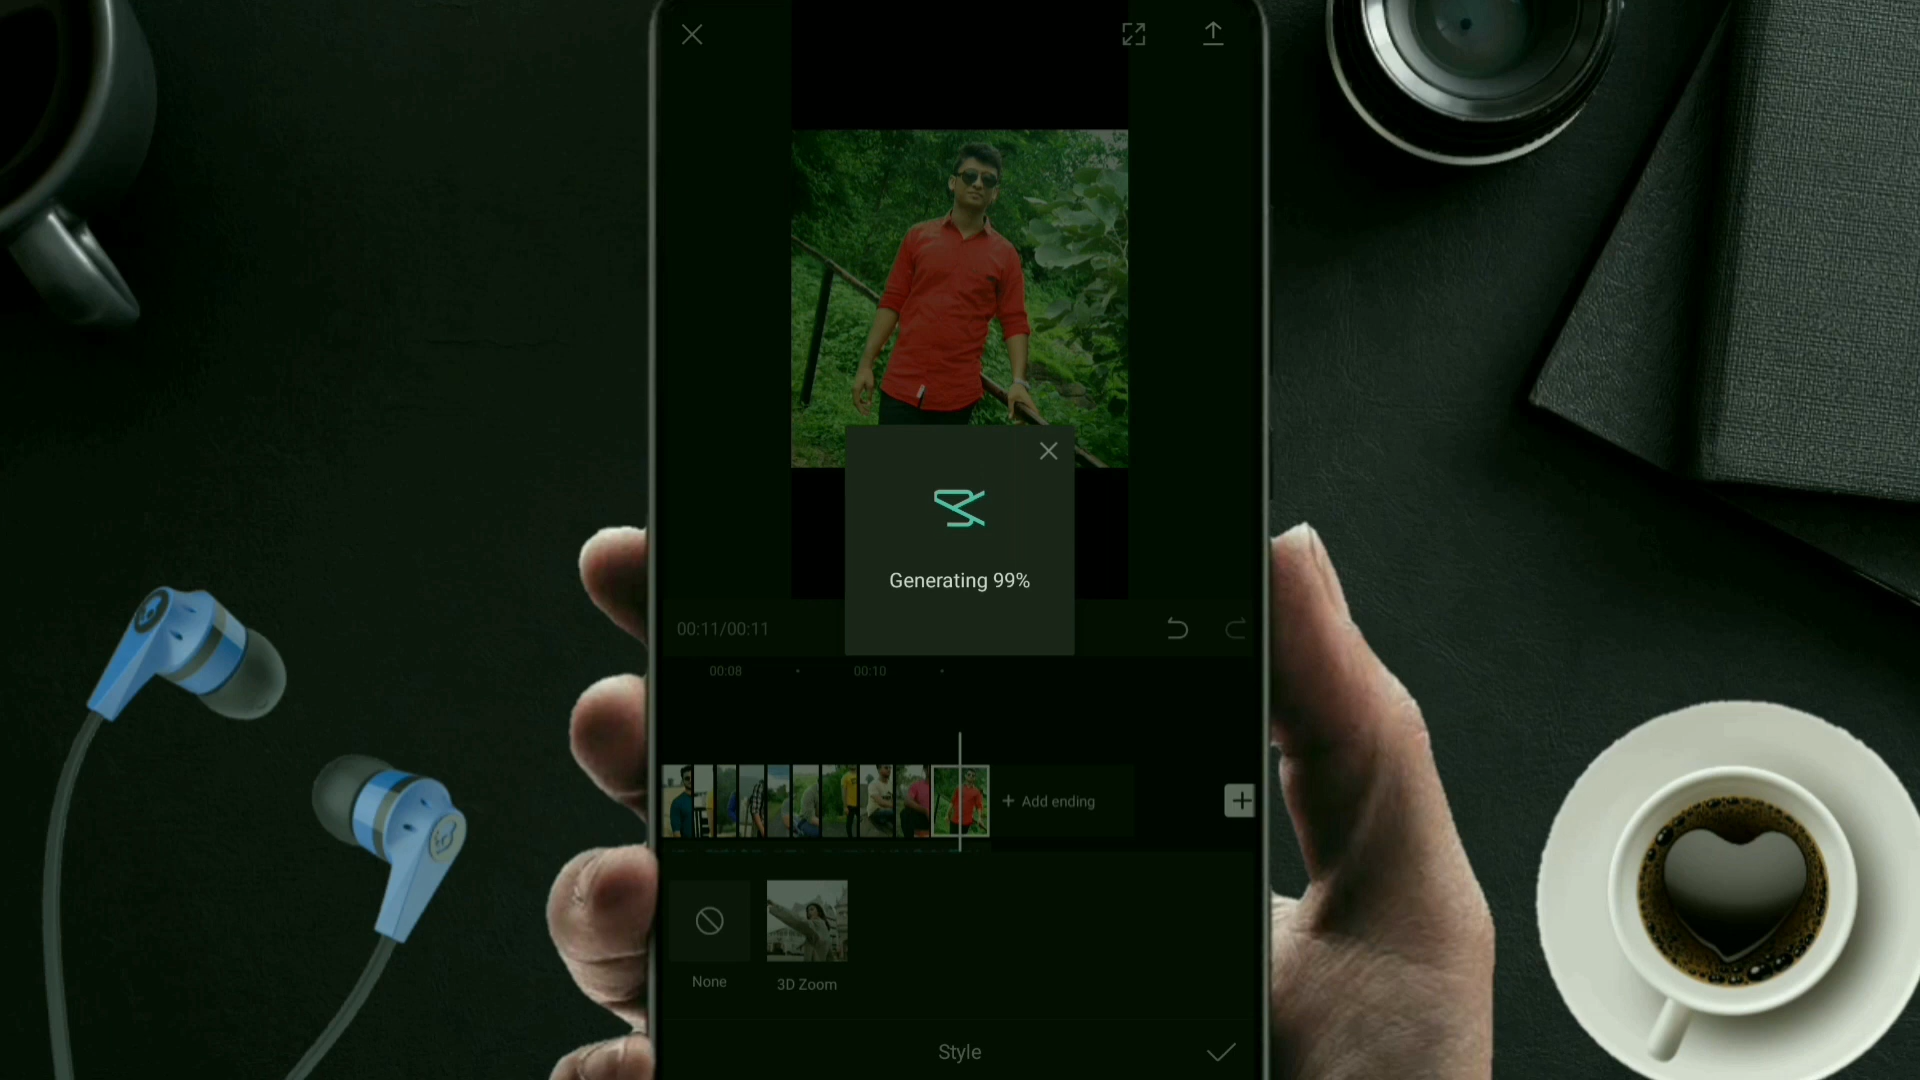 Generating 99%
00:11/00:11
00:08
00:10
+ Add ending
None
3D Zoom
Style